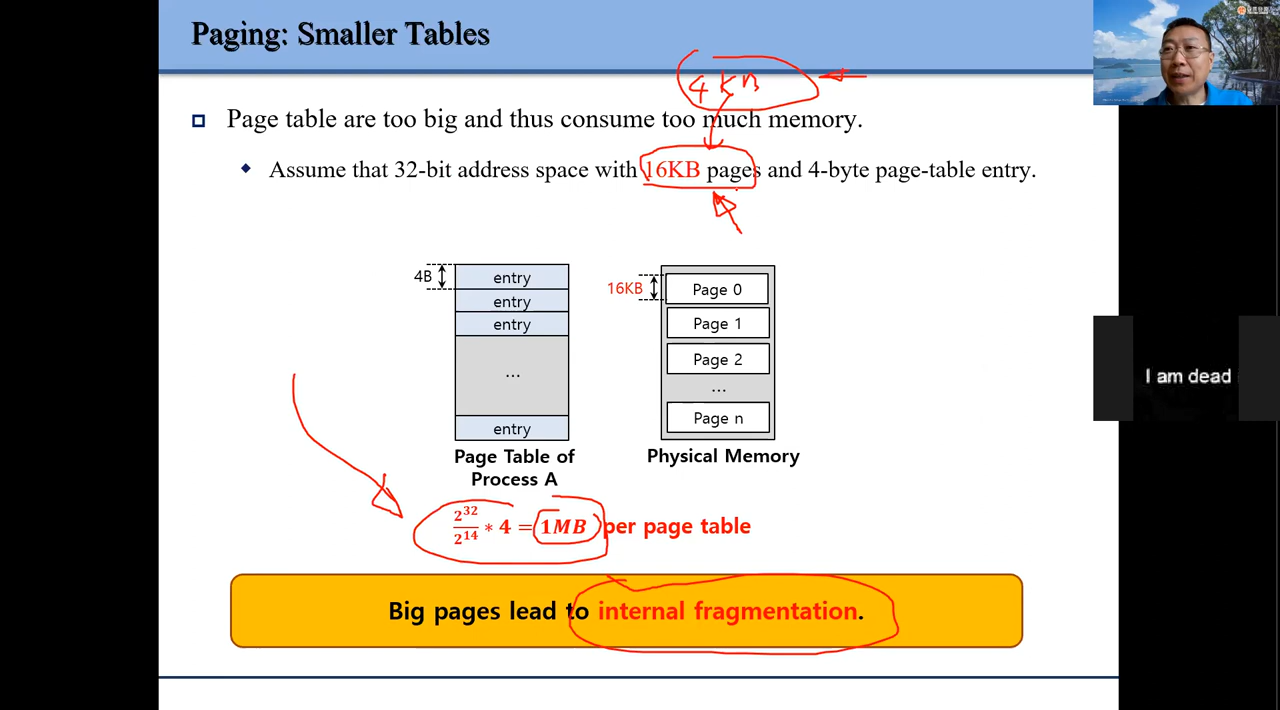 Paging: Smaller Tables
4 KB
Page table are too big and thus consume too much memory.
Assume that 32-bit address space with 16KB pages and 4-byte page-table entry.
4B
entry
entry
entry
...
entry
Page Table of
Process A
16KB
Page 0
Page 1
Page 2
...
Page n
Physical Memory
2^32 / 2^14 * 4 = 1MB per page table
Big pages lead to internal fragmentation.
I am dead